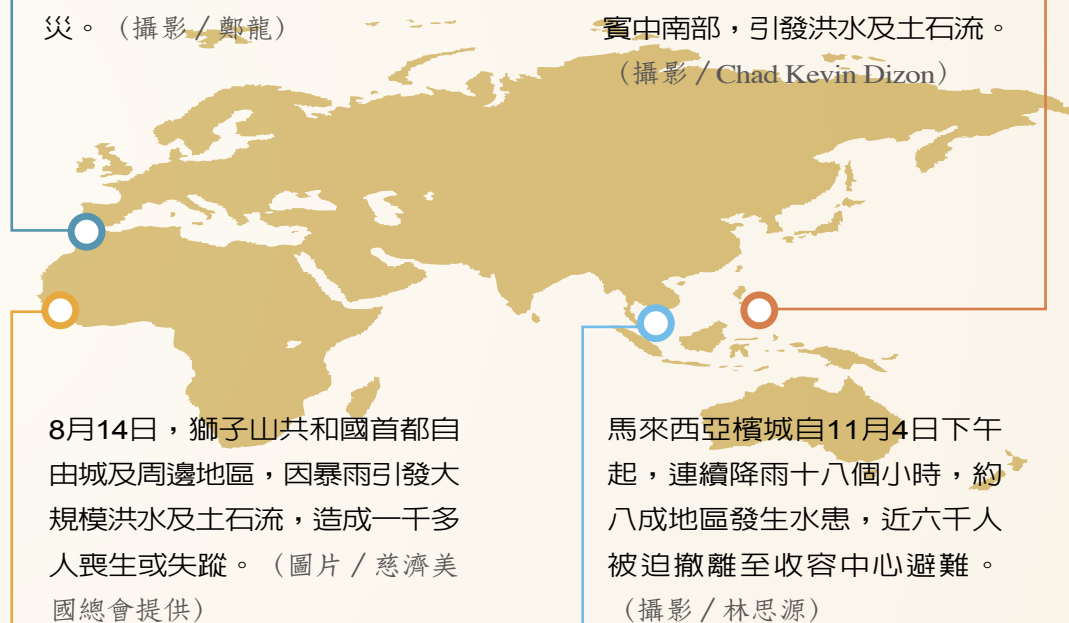 災。（攝影／鄭龍）
賓中南部，引發洪水及土石流。
（攝影／Chad Kevin Dizon）
8月14日，獅子山共和國首都自
由城及周邊地區，因暴雨引發大
規模洪水及土石流，造成一千多
人喪生或失蹤。（圖片／慈濟美
國總會提供）
馬來西亞檳城自11月4日下午
起，連續降雨十八個小時，約
八成地區發生水患，近六千人
被迫撤離至收容中心避難。
（攝影／林思源）